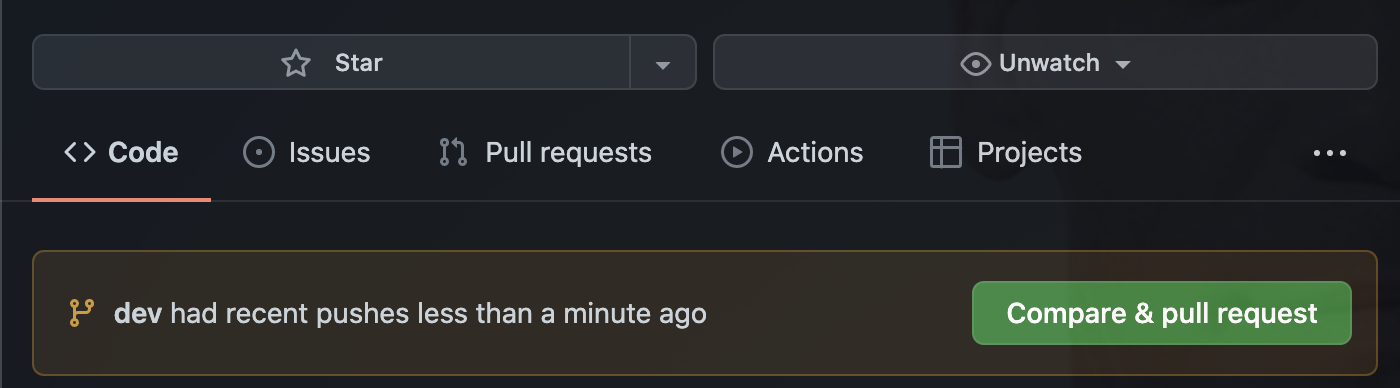 Star
Unwatch
Code Issues Pull requests Actions Projects
dev had recent pushes less than a minute ago
Compare & pull request